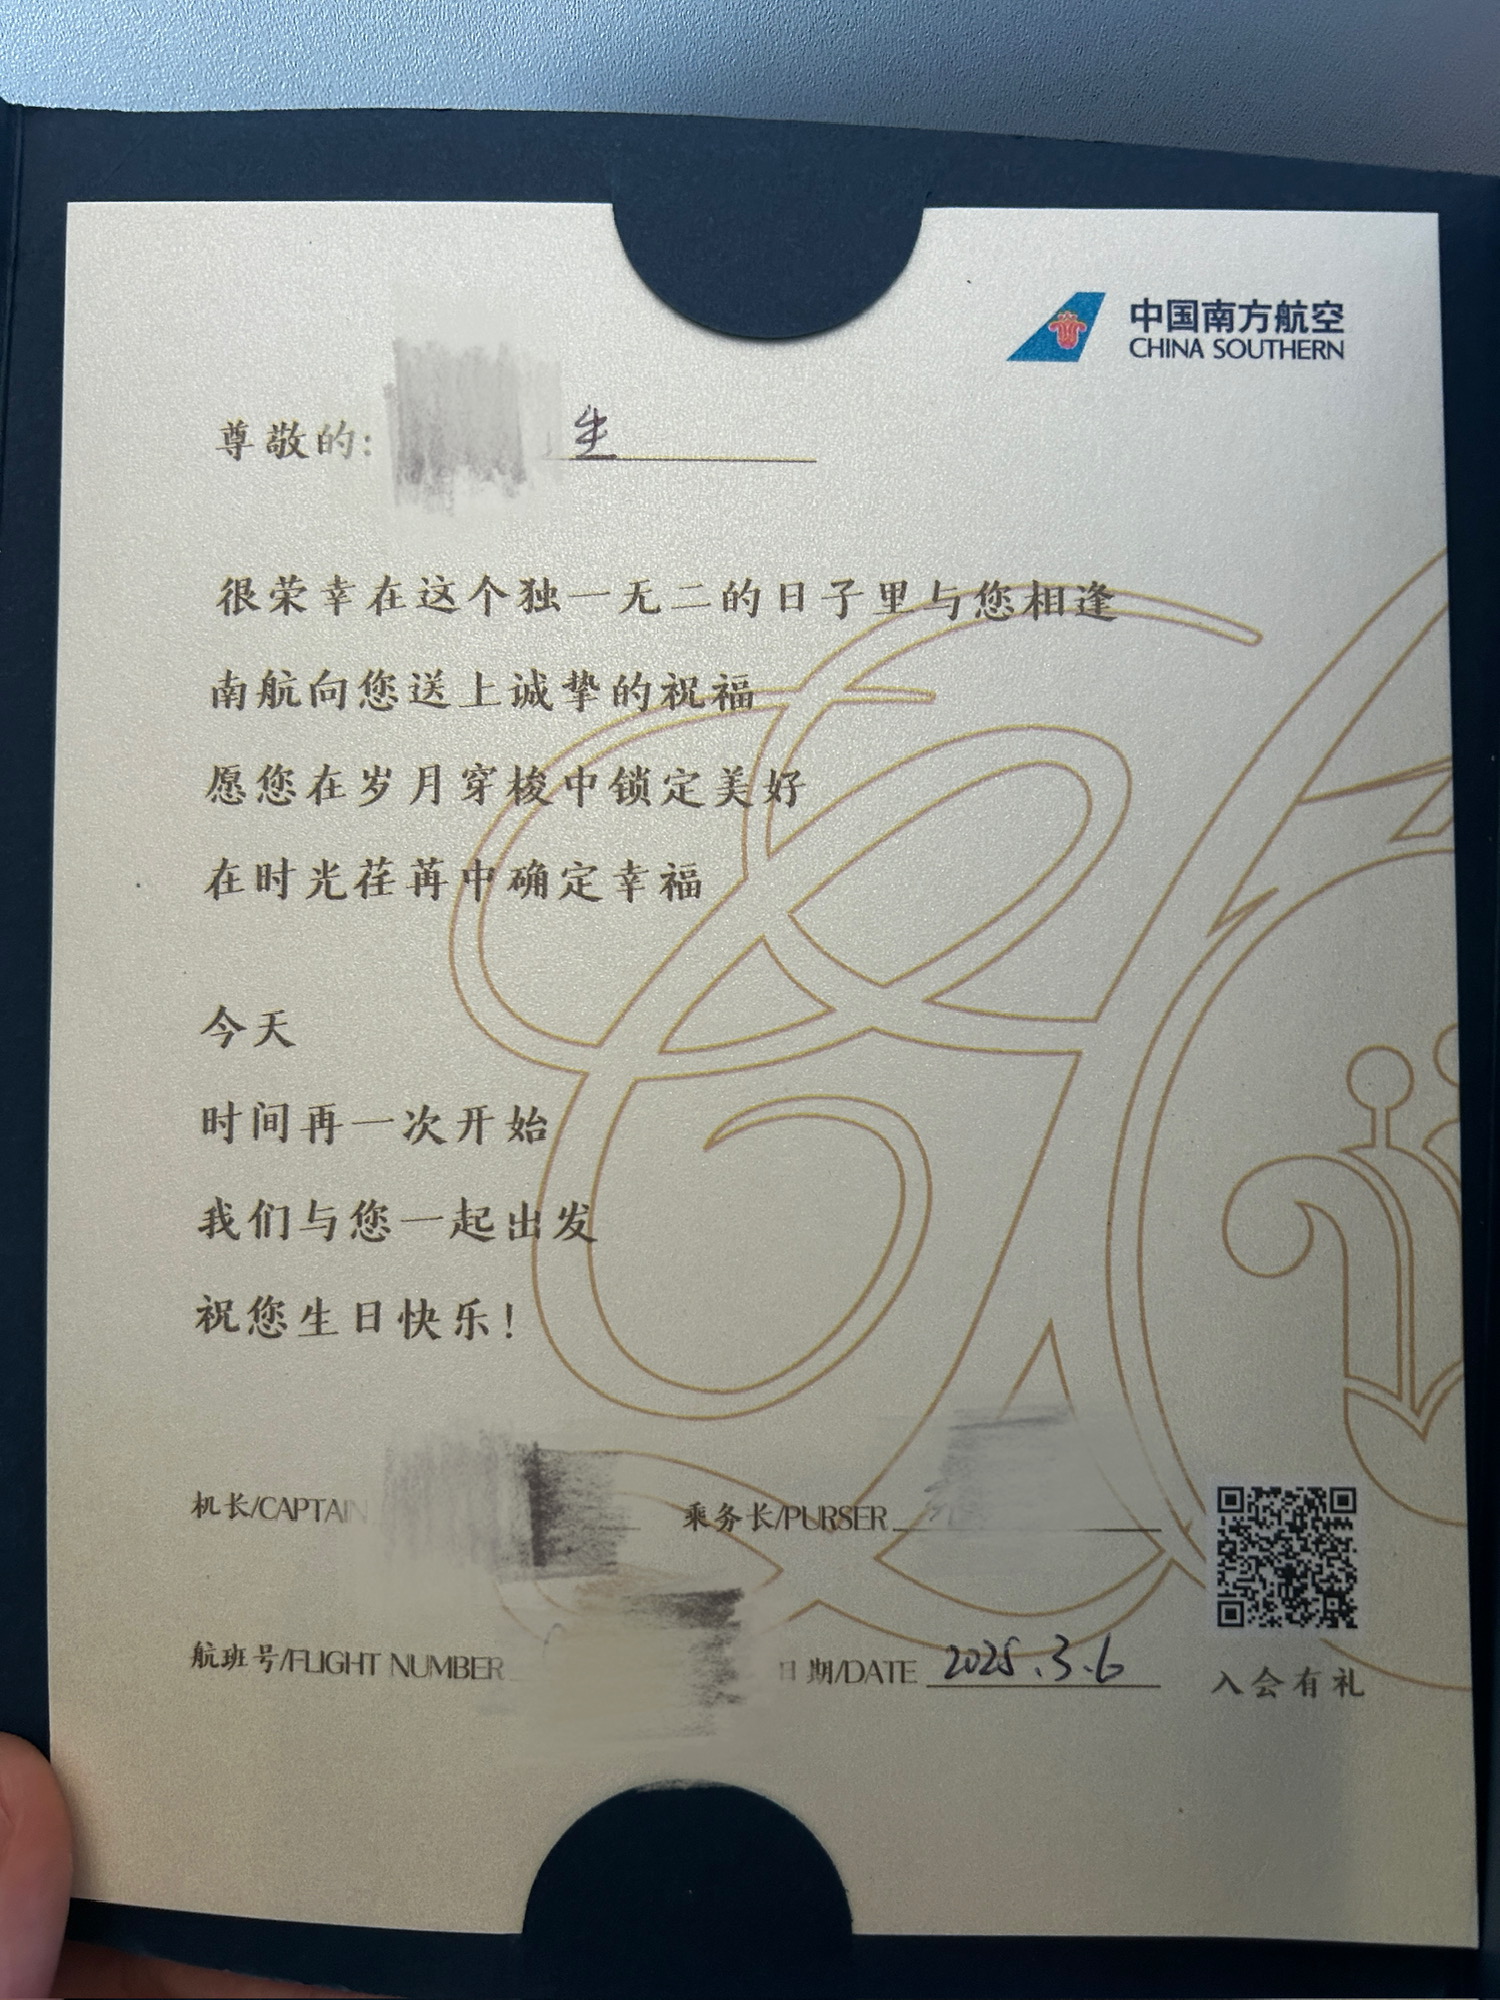 中国南方航空
CHINA SOUTHERN
尊敬的: 生
很荣幸在这个独一无二的日子里与您相逢
南航向您送上诚挚的祝福
愿您在岁月穿梭中锁定美好
在时光荏苒中确定幸福
今天
时间再一次开始
我们与您一起出发
祝您生日快乐!
机长/CAPTAIN 乘务长/PURSER
航班号/FLIGHT NUMBER 日期/DATE 2025.3.6
入会有礼